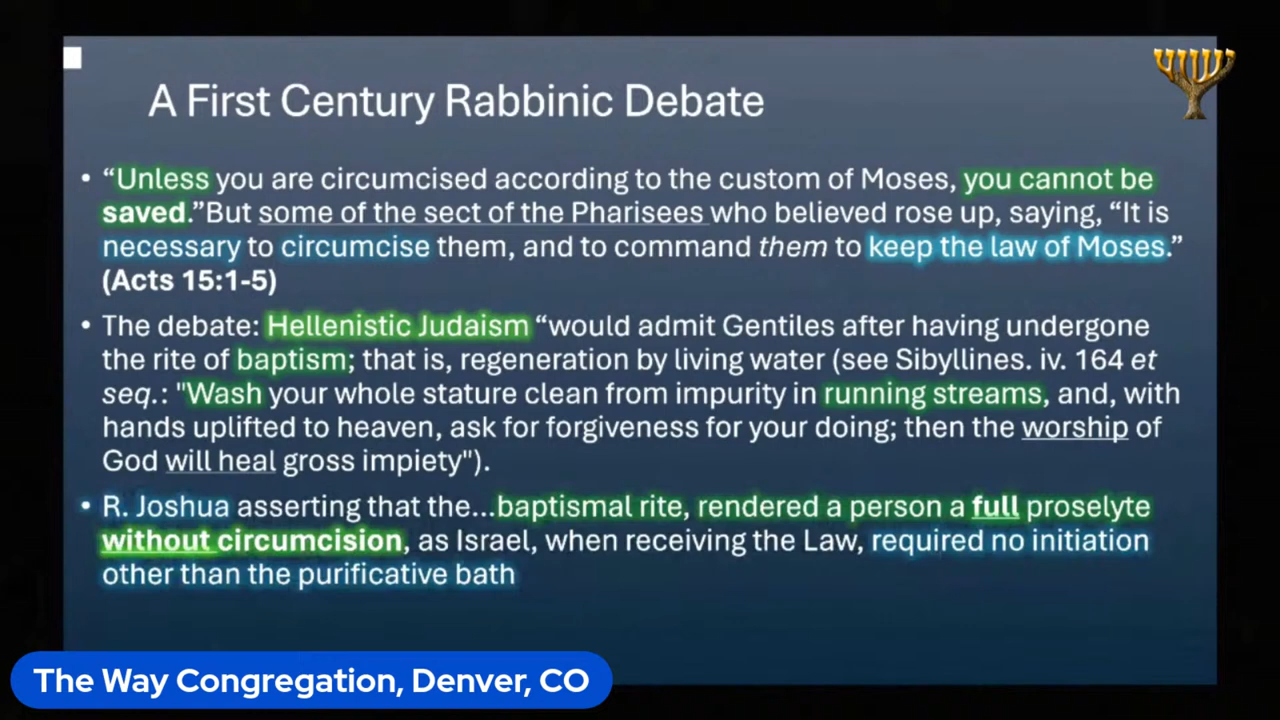 A First Century Rabbinic Debate
• “Unless you are circumcised according to the custom of Moses, you cannot be
saved.”But some of the sect of the Pharisees who believed rose up, saying, “It is
necessary to circumcise them, and to command them to keep the law of Moses.”
(Acts 15:1-5)
• The debate: Hellenistic Judaism “would admit Gentiles after having undergone
the rite of baptism; that is, regeneration by living water (see Sibyllines. iv. 164 et
seq.: "Wash your whole stature clean from impurity in running streams, and, with
hands uplifted to heaven, ask for forgiveness for your doing; then the worship of
God will heal gross impiety").
• R. Joshua asserting that the...baptismal rite, rendered a person a full proselyte
without circumcision, as Israel, when receiving the Law, required no initiation
other than the purificative bath
The Way Congregation, Denver, CO